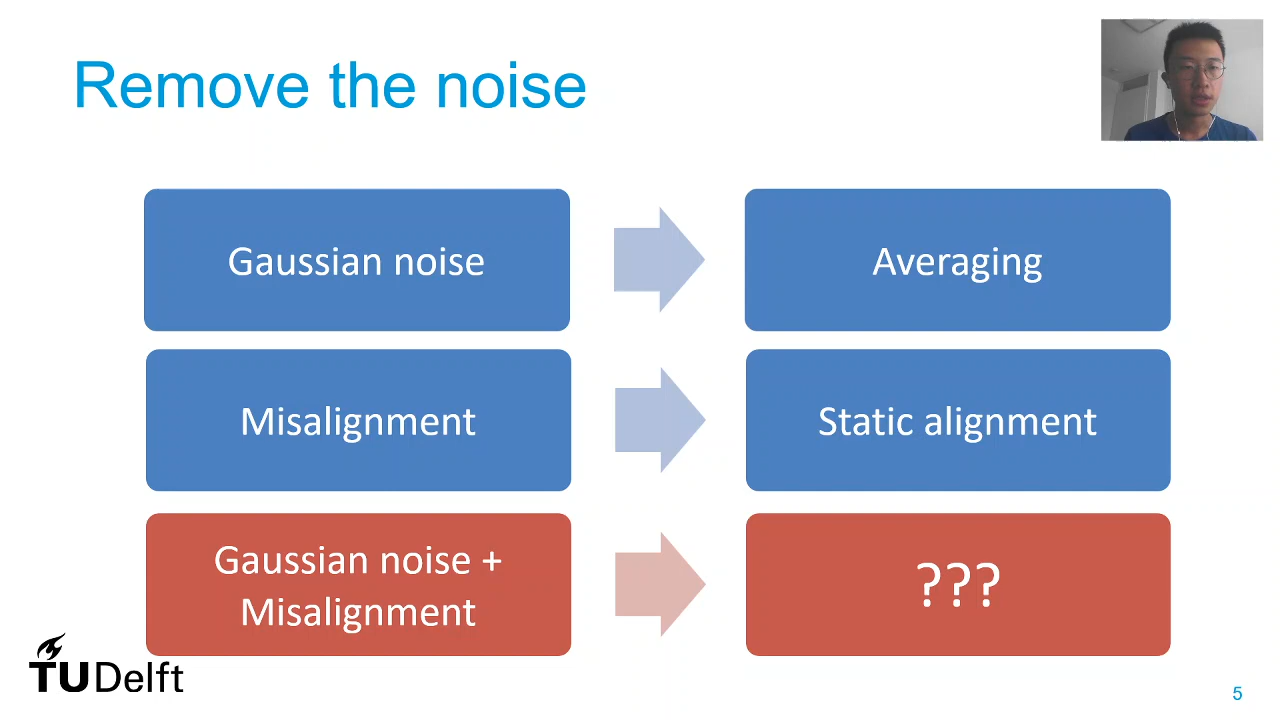 Remove the noise
Gaussian noise
Averaging
Misalignment
Static alignment
Gaussian noise +
Misalignment
???
TUDelft
5